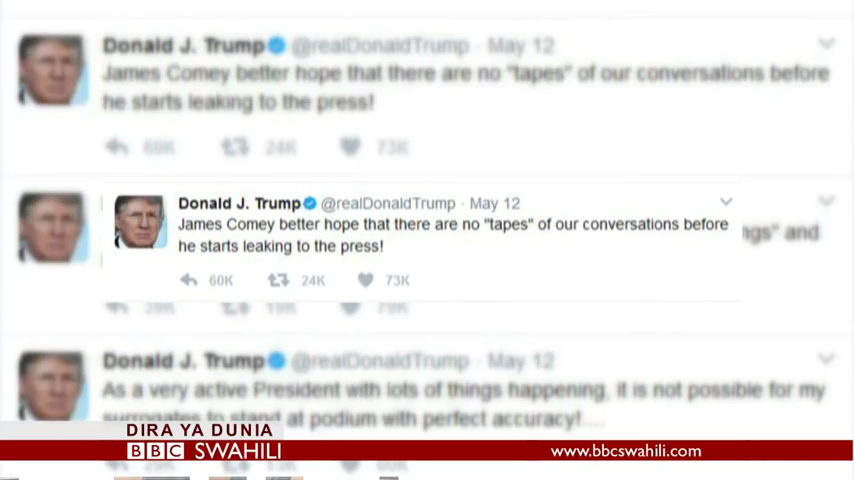 Donald J. Trump @realDonaldTrump · May 12
James Comey better hope that there are no "tapes" of our conversations before
he starts leaking to the press!
60K 24K 73K
Donald J. Trump @realDonaldTrump · May 12
James Comey better hope that there are no "tapes" of our conversations before
he starts leaking to the press!
60K 24K 73K
and
Donald J. Trump @realDonaldTrump · May 12
As a very active President with lots of things happening, it is not possible for my
surrogates to stand at podium with perfect accuracy!....
DIRA YA DUNIA
BBC SWAHILI www.bbcswahili.com